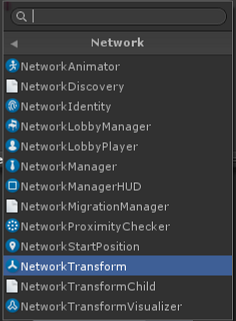 Network
NetworkAnimator
NetworkDiscovery
NetworkIdentity
NetworkLobbyManager
NetworkLobbyPlayer
NetworkManager
NetworkManagerHUD
NetworkMigrationManager
NetworkProximityChecker
NetworkStartPosition
NetworkTransform
NetworkTransformChild
NetworkTransformVisualizer